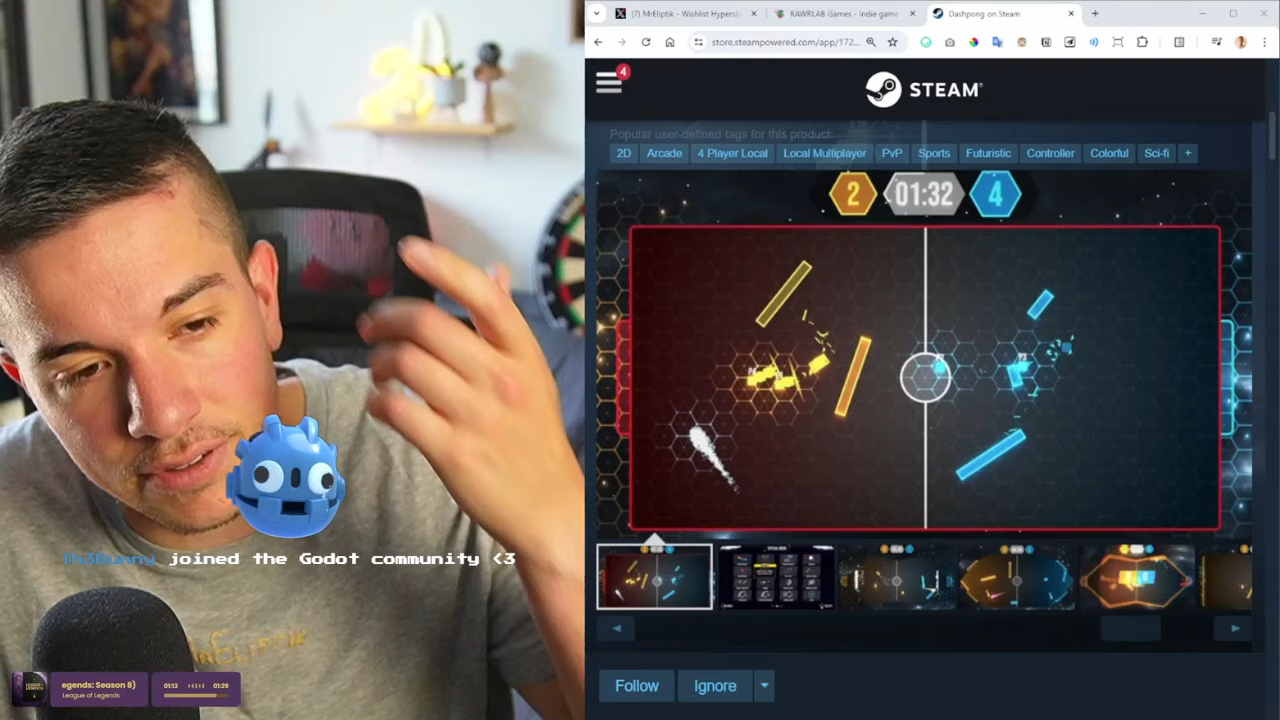 (7) MrEliptik - Wishlist Hypersli
RAWRLAB Games - Indie game
Dashpong on Steam
store.steampowered.com/app/172...
4
STEAM
Popular user-defined tags for this product:
2D
Arcade
4 Player Local
Local Multiplayer
PvP
Sports
Futuristic
Controller
Colorful
Sci-fi
+
2
01:32
4
joined the Godot community <3
egends: Season 8)
League of Legends
01:13
01:29
Follow
Ignore